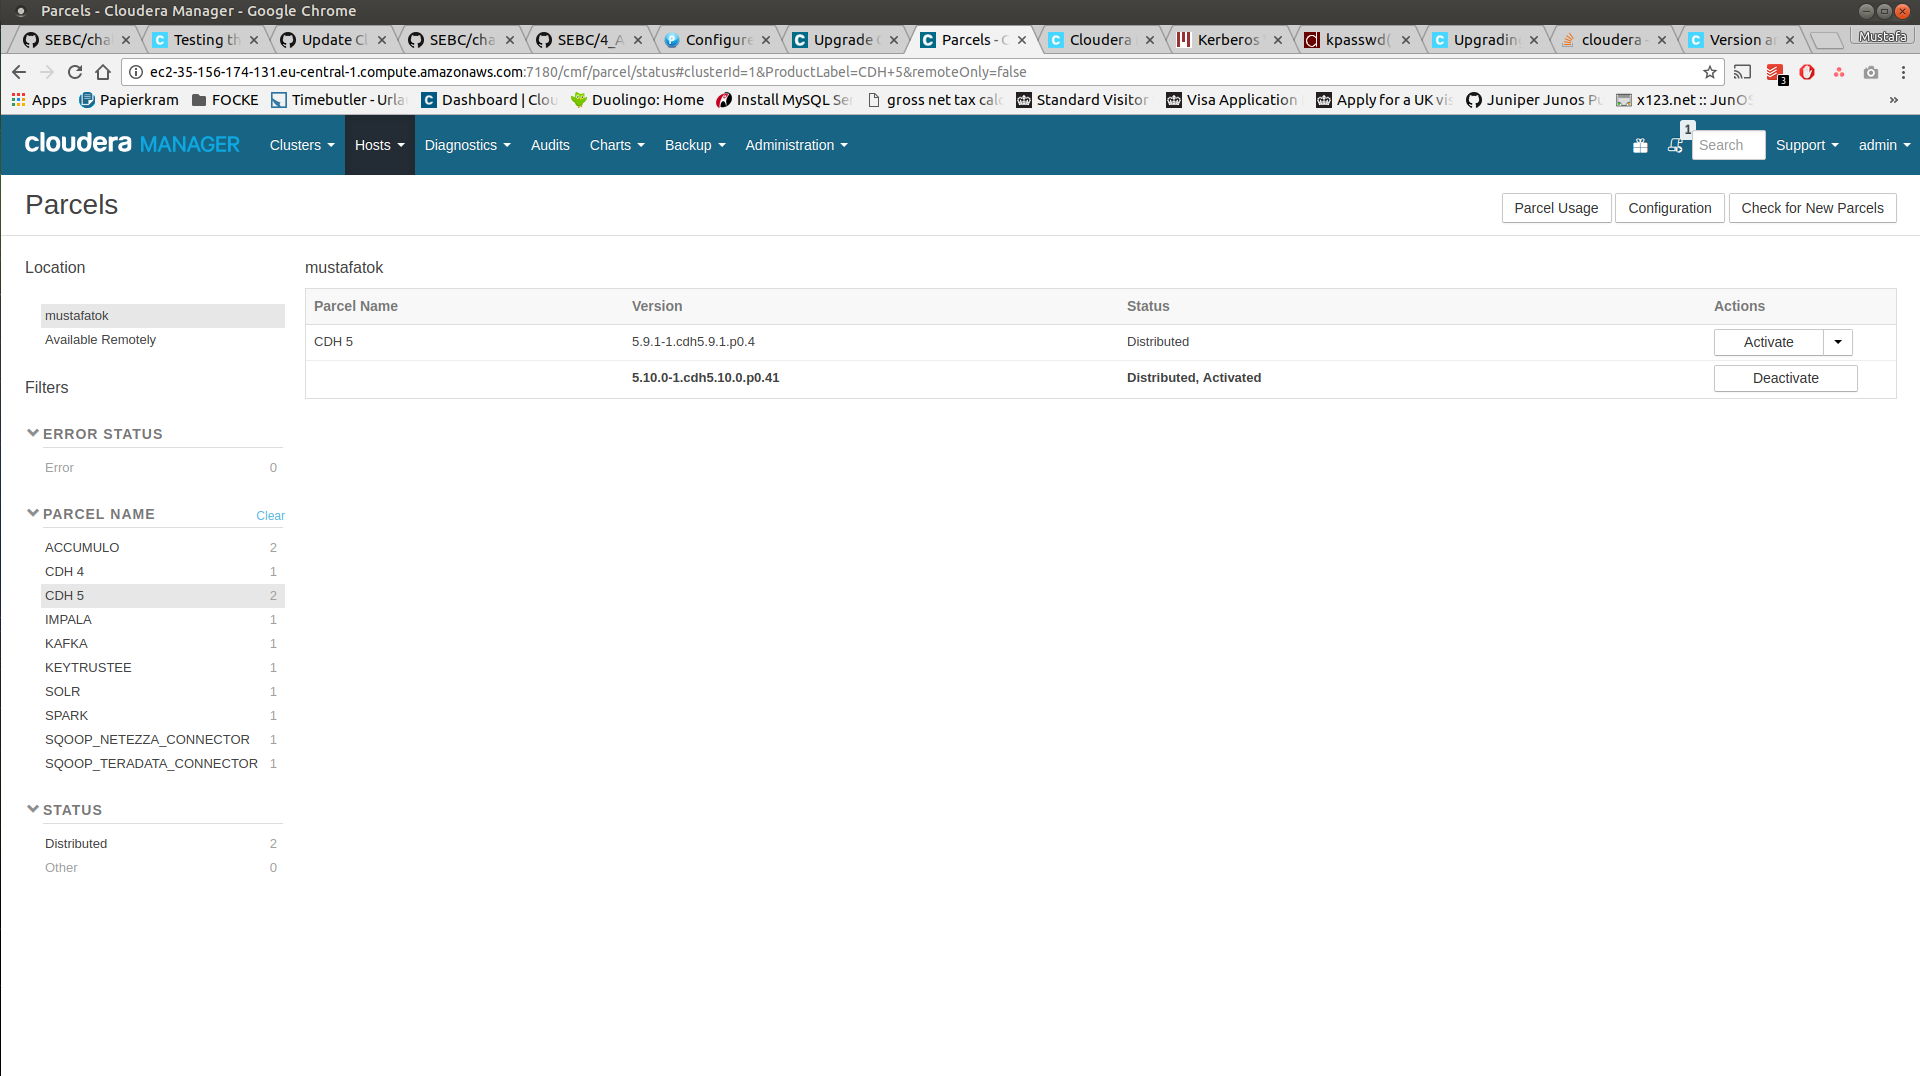 Parcels - Cloudera Manager - Google Chrome
SEBC/cha
Testing th
Update Cl
SEBC/cha
SEBC/4_A
Configure
Upgrade
Parcels - C
Cloudera
Kerberos
kpasswd(
Upgrading
cloudera
Version a
Mustafa
ec2-35-156-174-131.eu-central-1.compute.amazonaws.com:7180/cmf/parcel/status#clusterId=1&ProductLabel=CDH+5&remoteOnly=false
3
Apps
Papierkram
FOCKE
Timebutler - Urla
Dashboard | Clou
Duolingo: Home
Install MySQL Se
gross net tax calc
Standard Visitor
Visa Application
Apply for a UK vis
Juniper Junos Pu
x123.net :: JunOS
»
cloudera MANAGER
Clusters
Hosts
Diagnostics
Audits
Charts
Backup
Administration
1
Search
Support
admin
Parcels
Parcel Usage
Configuration
Check for New Parcels
Location
mustafatok
Available Remotely
Filters
ERROR STATUS
Error 0
PARCEL NAME Clear
ACCUMULO 2
CDH 4 1
CDH 5 2
IMPALA 1
KAFKA 1
KEYTRUSTEE 1
SOLR 1
SPARK 1
SQOOP_NETEZZA_CONNECTOR 1
SQOOP_TERADATA_CONNECTOR 1
STATUS
Distributed 2
Other 0
mustafatok
Parcel Name Version Status Actions
CDH 5 5.9.1-1.cdh5.9.1.p0.4 Distributed Activate
5.10.0-1.cdh5.10.0.p0.41 Distributed, Activated Deactivate